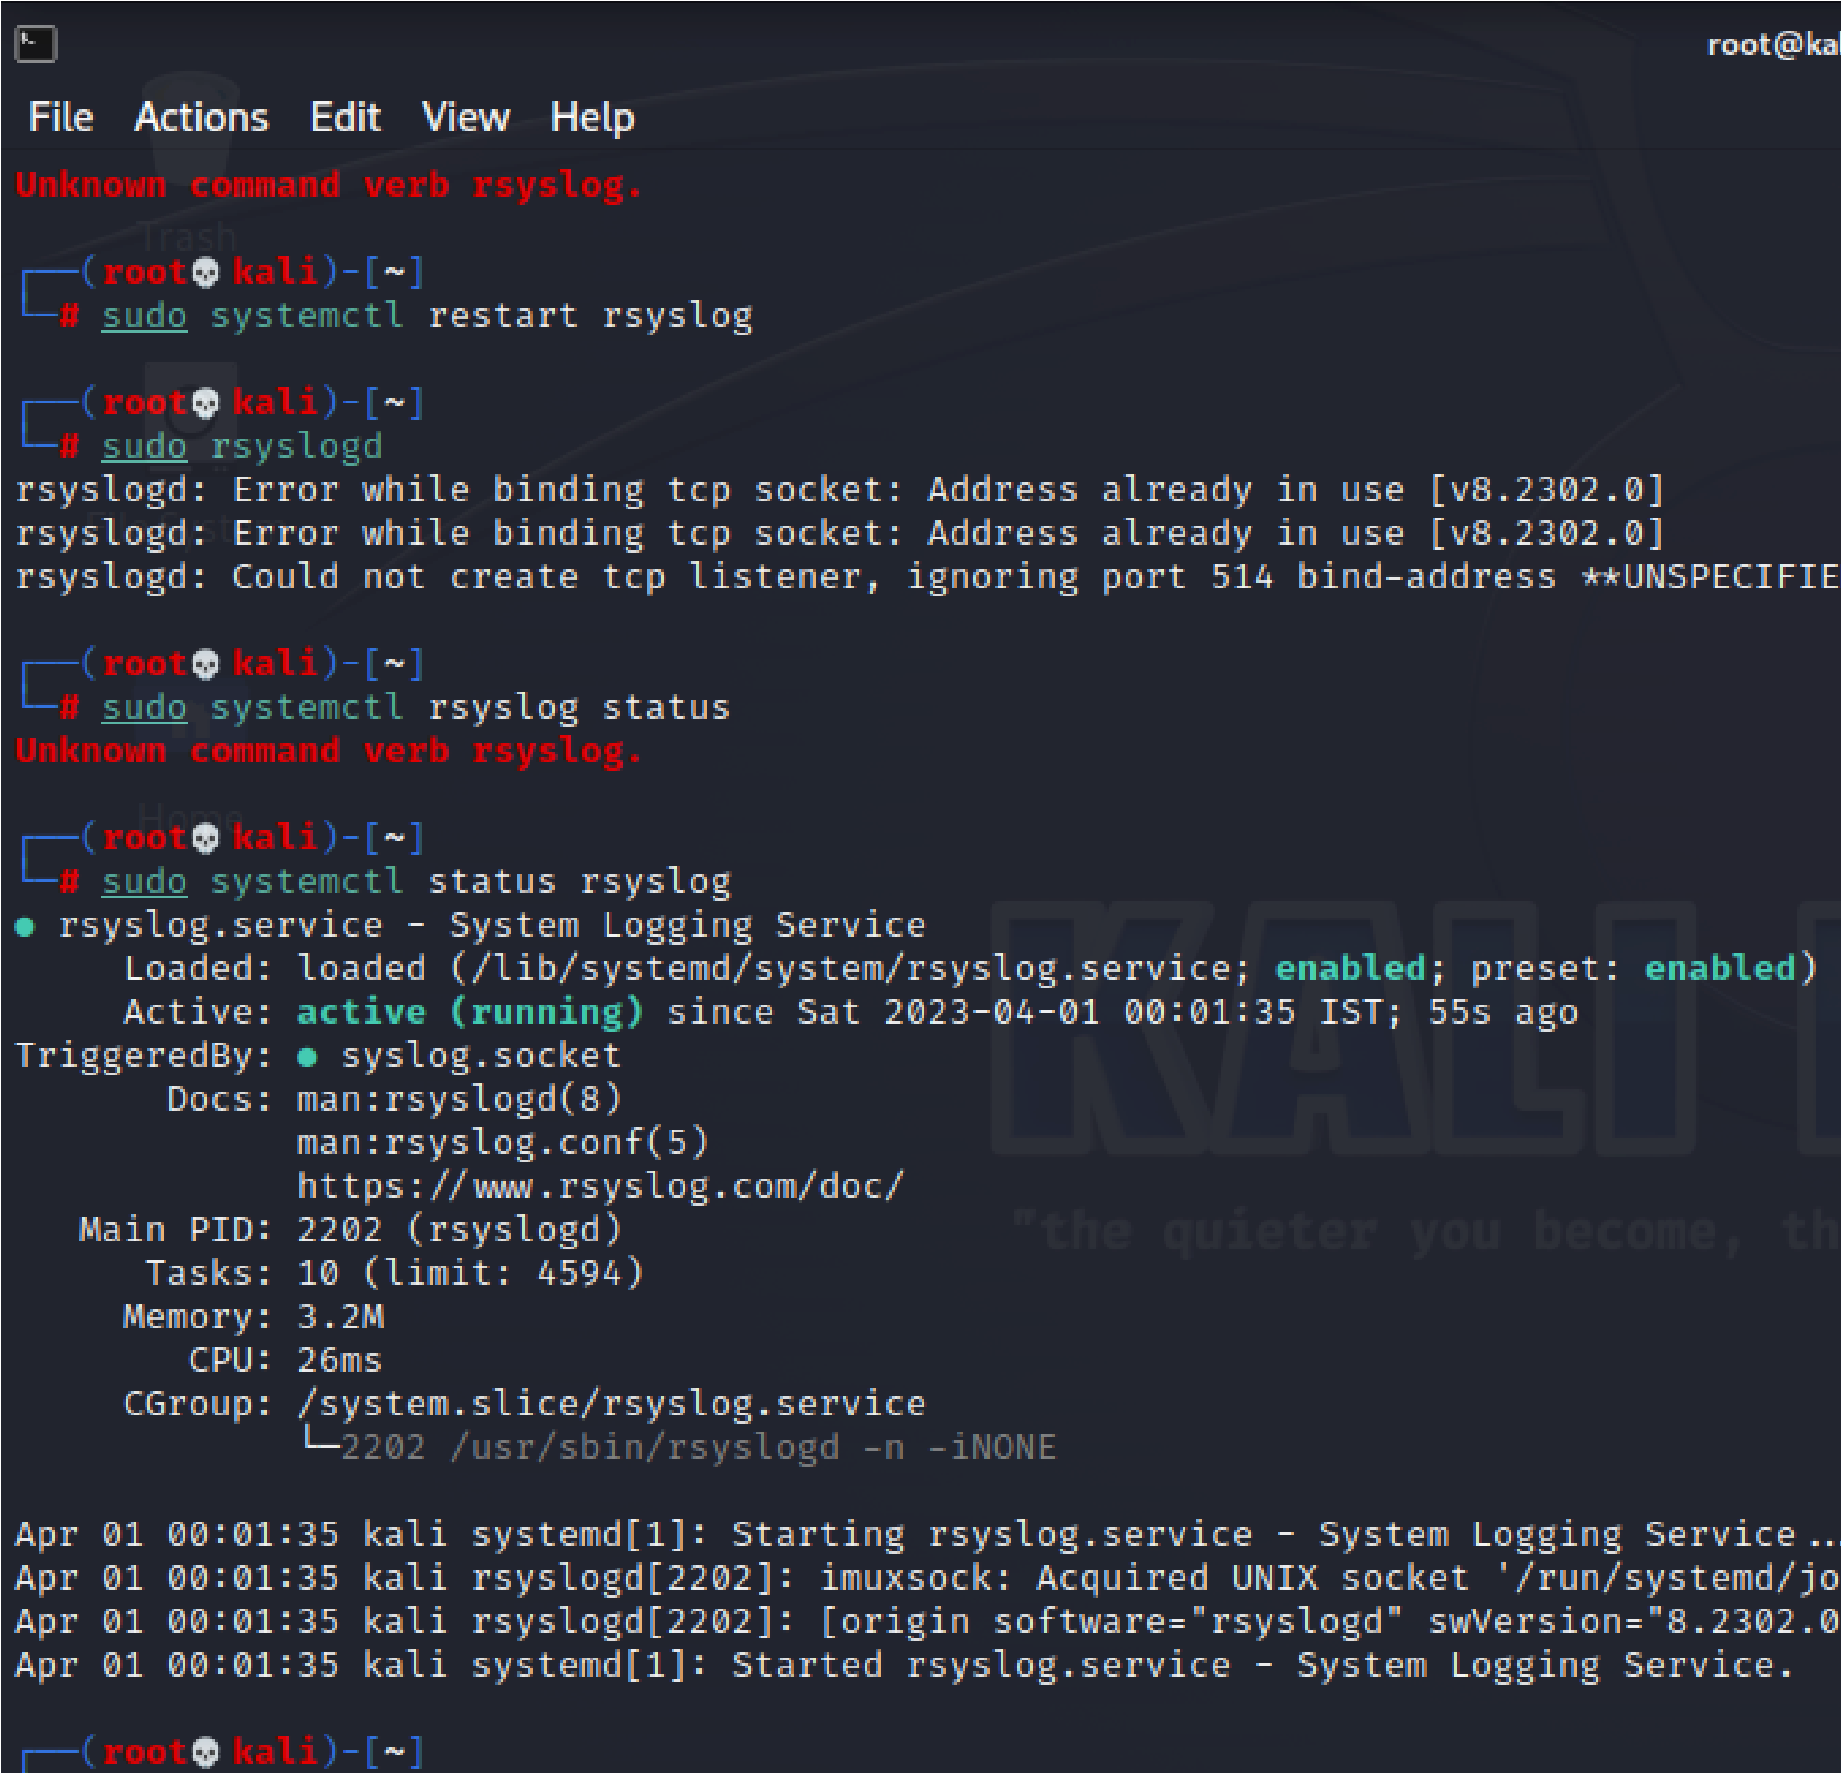 root@kal
File Actions Edit View Help
Unknown command verb rsyslog.
Trash
┌──(root💀kali)-[~]
└─# sudo systemctl restart rsyslog
┌──(root💀kali)-[~]
└─# sudo rsyslogd
rsyslogd: Error while binding tcp socket: Address already in use [v8.2302.0]
rsyslogd: Error while binding tcp socket: Address already in use [v8.2302.0]
rsyslogd: Could not create tcp listener, ignoring port 514 bind-address **UNSPECIFIE
┌──(root💀kali)-[~]
└─# sudo systemctl rsyslog status
Unknown command verb rsyslog.
Home
┌──(root💀kali)-[~]
└─# sudo systemctl status rsyslog
● rsyslog.service - System Logging Service
Loaded: loaded (/lib/systemd/system/rsyslog.service; enabled; preset: enabled)
Active: active (running) since Sat 2023-04-01 00:01:35 IST; 55s ago
TriggeredBy: ● syslog.socket
Docs: man:rsyslogd(8)
man:rsyslog.conf(5)
https://www.rsyslog.com/doc/
Main PID: 2202 (rsyslogd)
Tasks: 10 (limit: 4594)
Memory: 3.2M
CPU: 26ms
CGroup: /system.slice/rsyslog.service
└─2202 /usr/sbin/rsyslogd -n -iNONE
KALI
"the quieter you become, th
Apr 01 00:01:35 kali systemd[1]: Starting rsyslog.service - System Logging Service...
Apr 01 00:01:35 kali rsyslogd[2202]: imuxsock: Acquired UNIX socket '/run/systemd/jo
Apr 01 00:01:35 kali rsyslogd[2202]: [origin software="rsyslogd" swVersion="8.2302.0
Apr 01 00:01:35 kali systemd[1]: Started rsyslog.service - System Logging Service.
┌──(root💀kali)-[~]